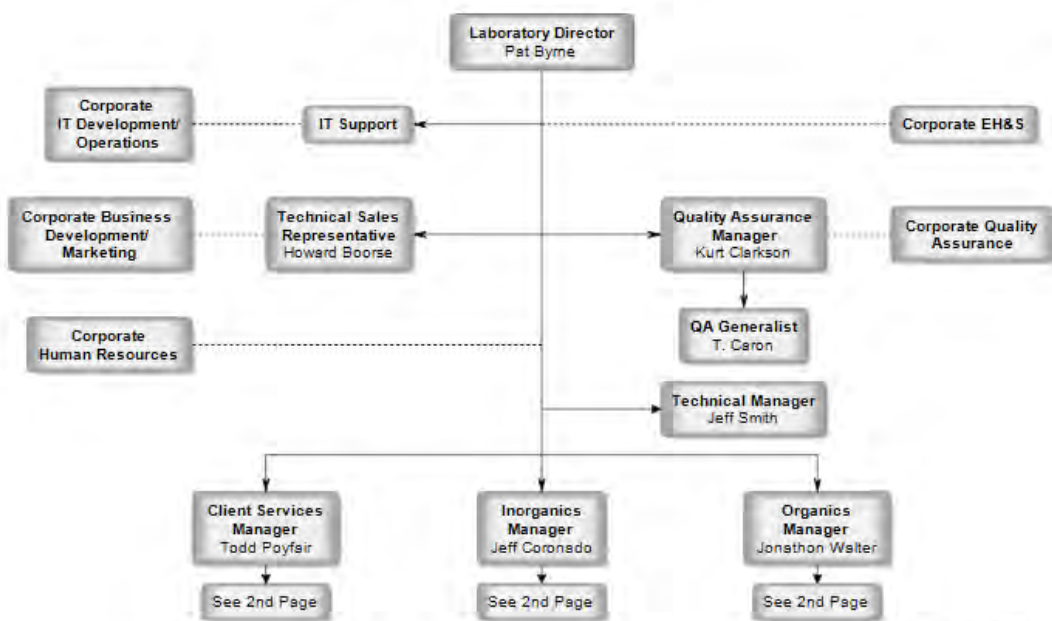 Laboratory Director
Pat Byrne
Corporate
IT Development/
Operations
IT Support
Corporate EH&S
Corporate Business
Development/
Marketing
Technical Sales
Representative
Howard Boorse
Quality Assurance
Manager
Kurt Clarkson
Corporate Quality
Assurance
QA Generalist
T. Caron
Corporate
Human Resources
Technical Manager
Jeff Smith
Client Services
Manager
Todd Poyfair
Inorganics
Manager
Jeff Coronado
Organics
Manager
Jonathon Walter
See 2nd Page
See 2nd Page
See 2nd Page